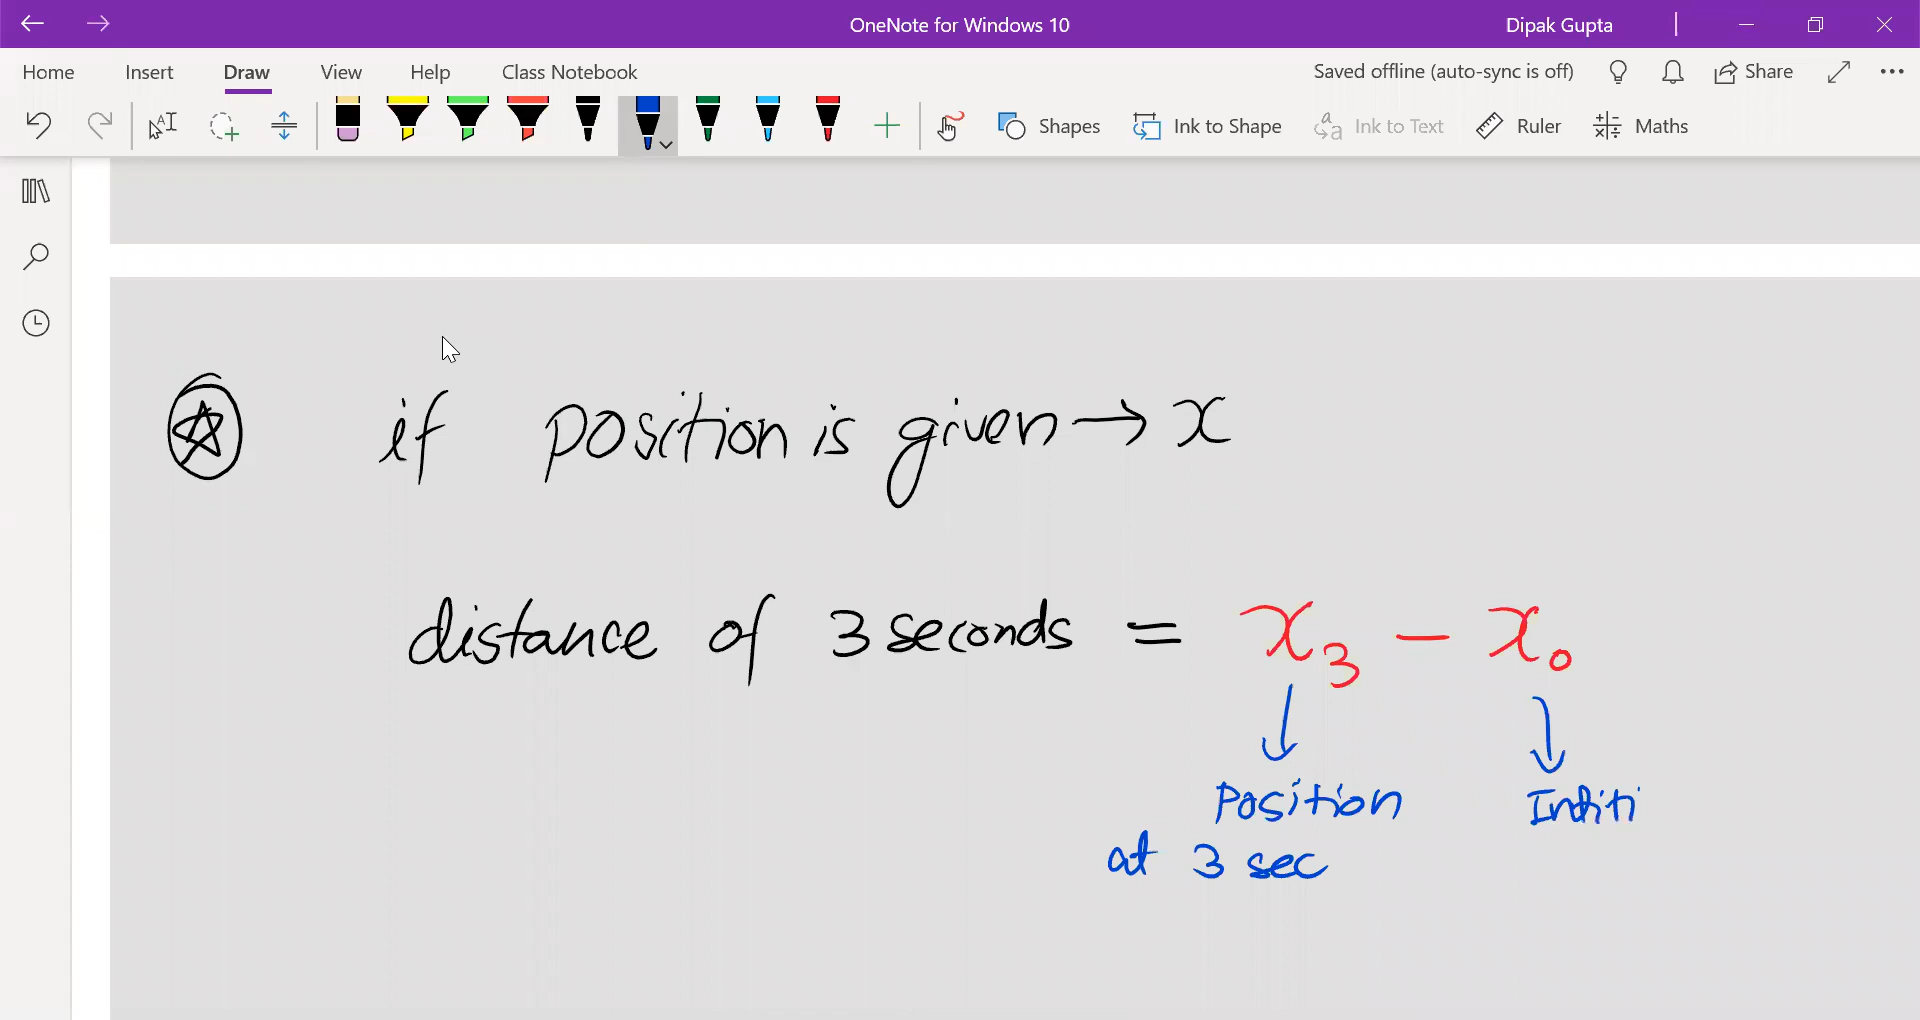 OneNote for Windows 10
Dipak Gupta
Home Insert Draw View Help Class Notebook
Saved offline (auto-sync is off) Share
Shapes Ink to Shape Ink to Text Ruler Maths
if position is given → x
distance of 3 seconds = x₃ − x₀
Position
at 3 sec